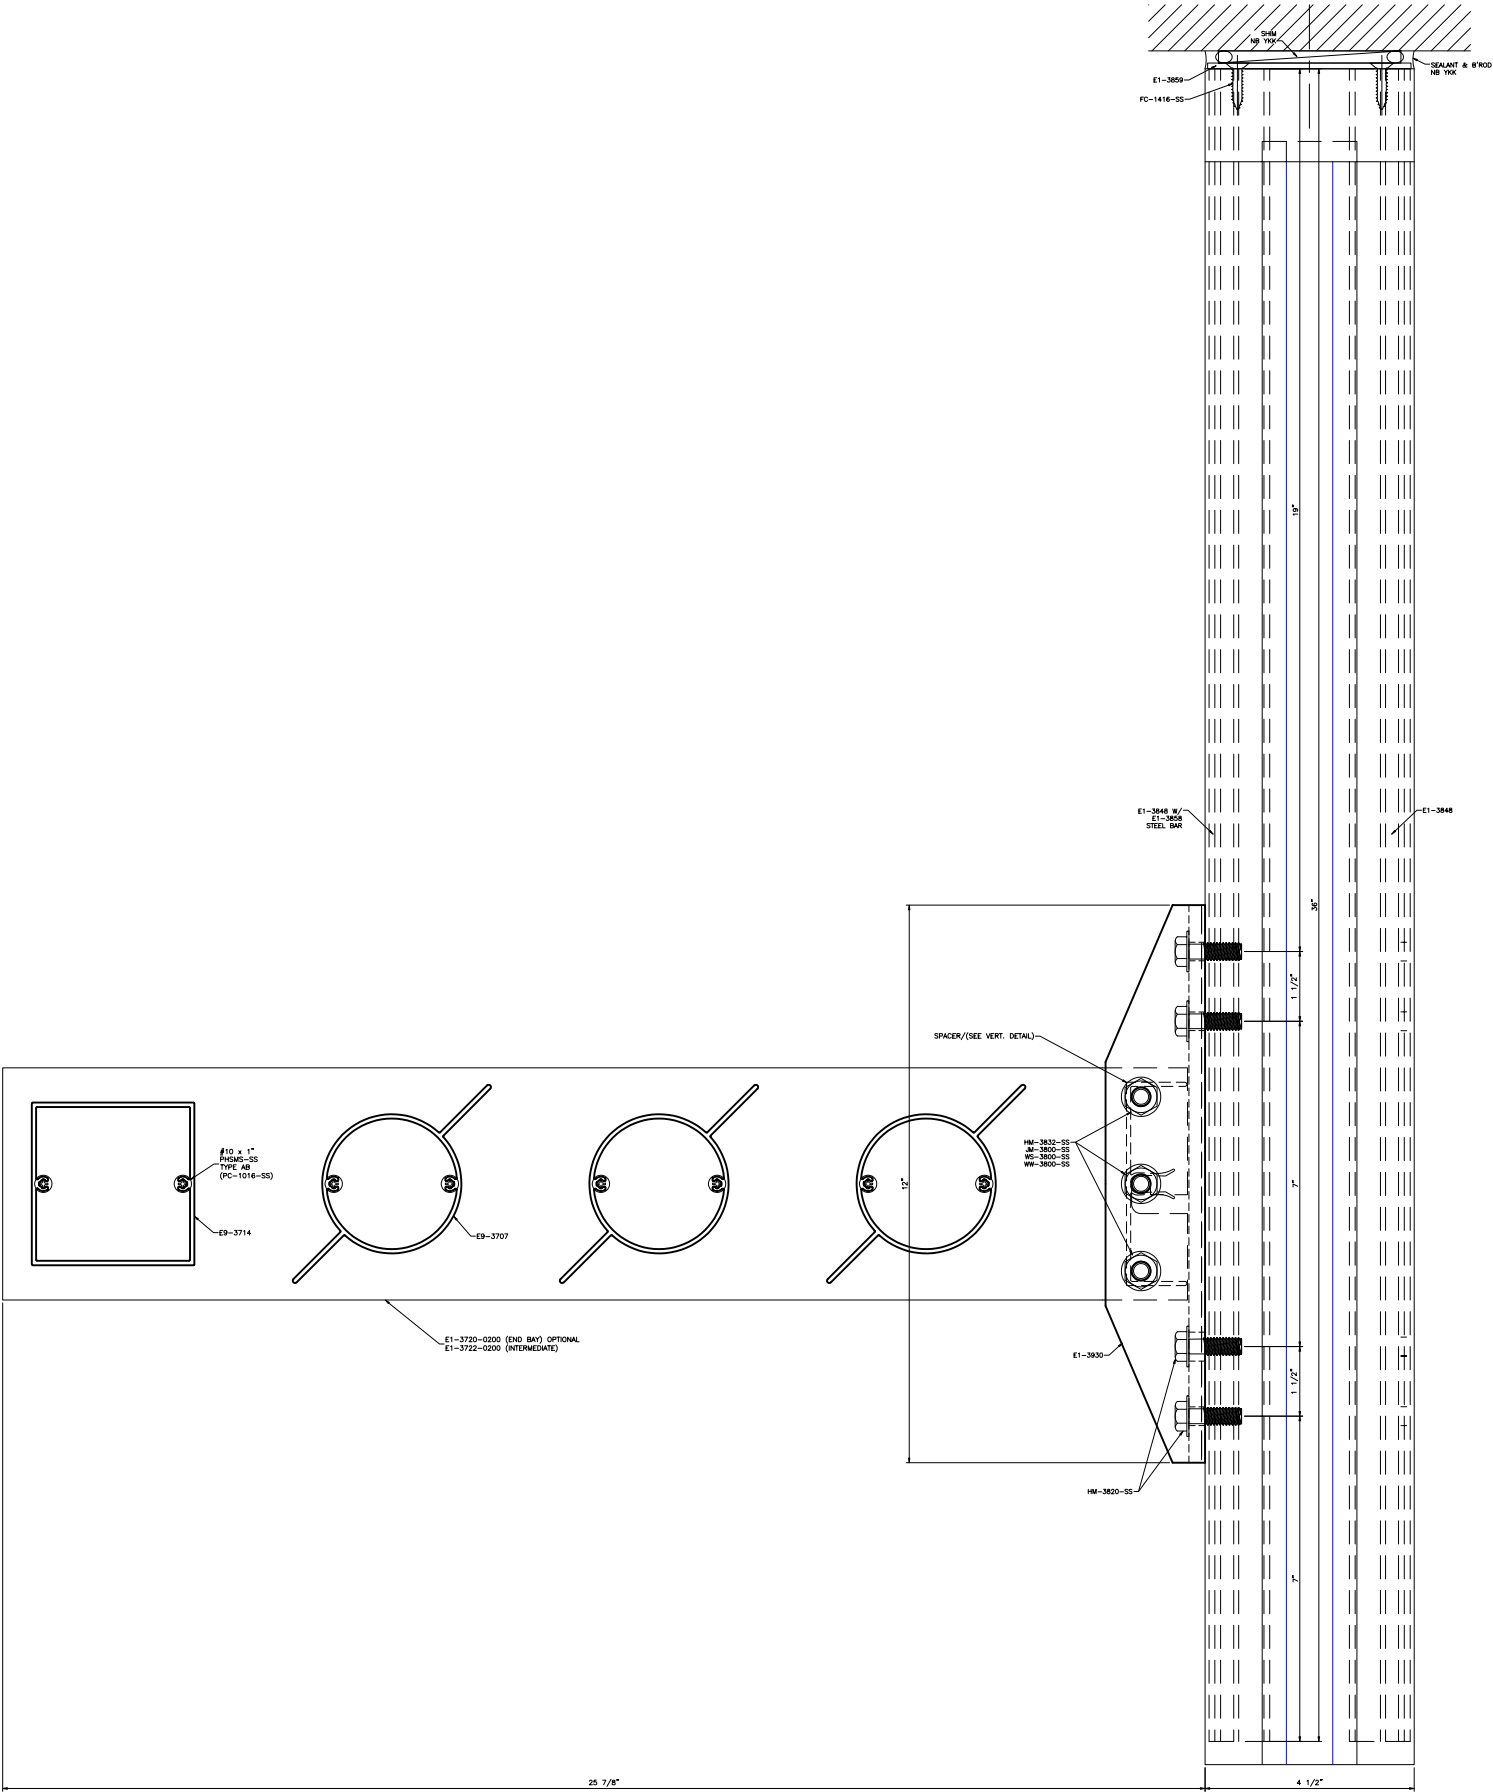 SHIM
NB YKK
SEALANT & B'ROD
NB YKK
E1-3859
FC-1416-SS
19"
E1-3848 W/
E1-3858
STEEL BAR
E1-3848
36"
1 1/2"
SPACER/(SEE VERT. DETAIL)
HM-3832-SS
JM-3800-SS
WS-3800-SS
WW-3800-SS
#10 x 1"
PHSMS-SS
TYPE AB
(PC-1016-SS)
12"
7"
E9-3714
E9-3707
E1-3720-0200 (END BAY) OPTIONAL
E1-3722-0200 (INTERMEDIATE)
E1-3930
1 1/2"
HM-3820-SS
7"
25 7/8"
4 1/2"